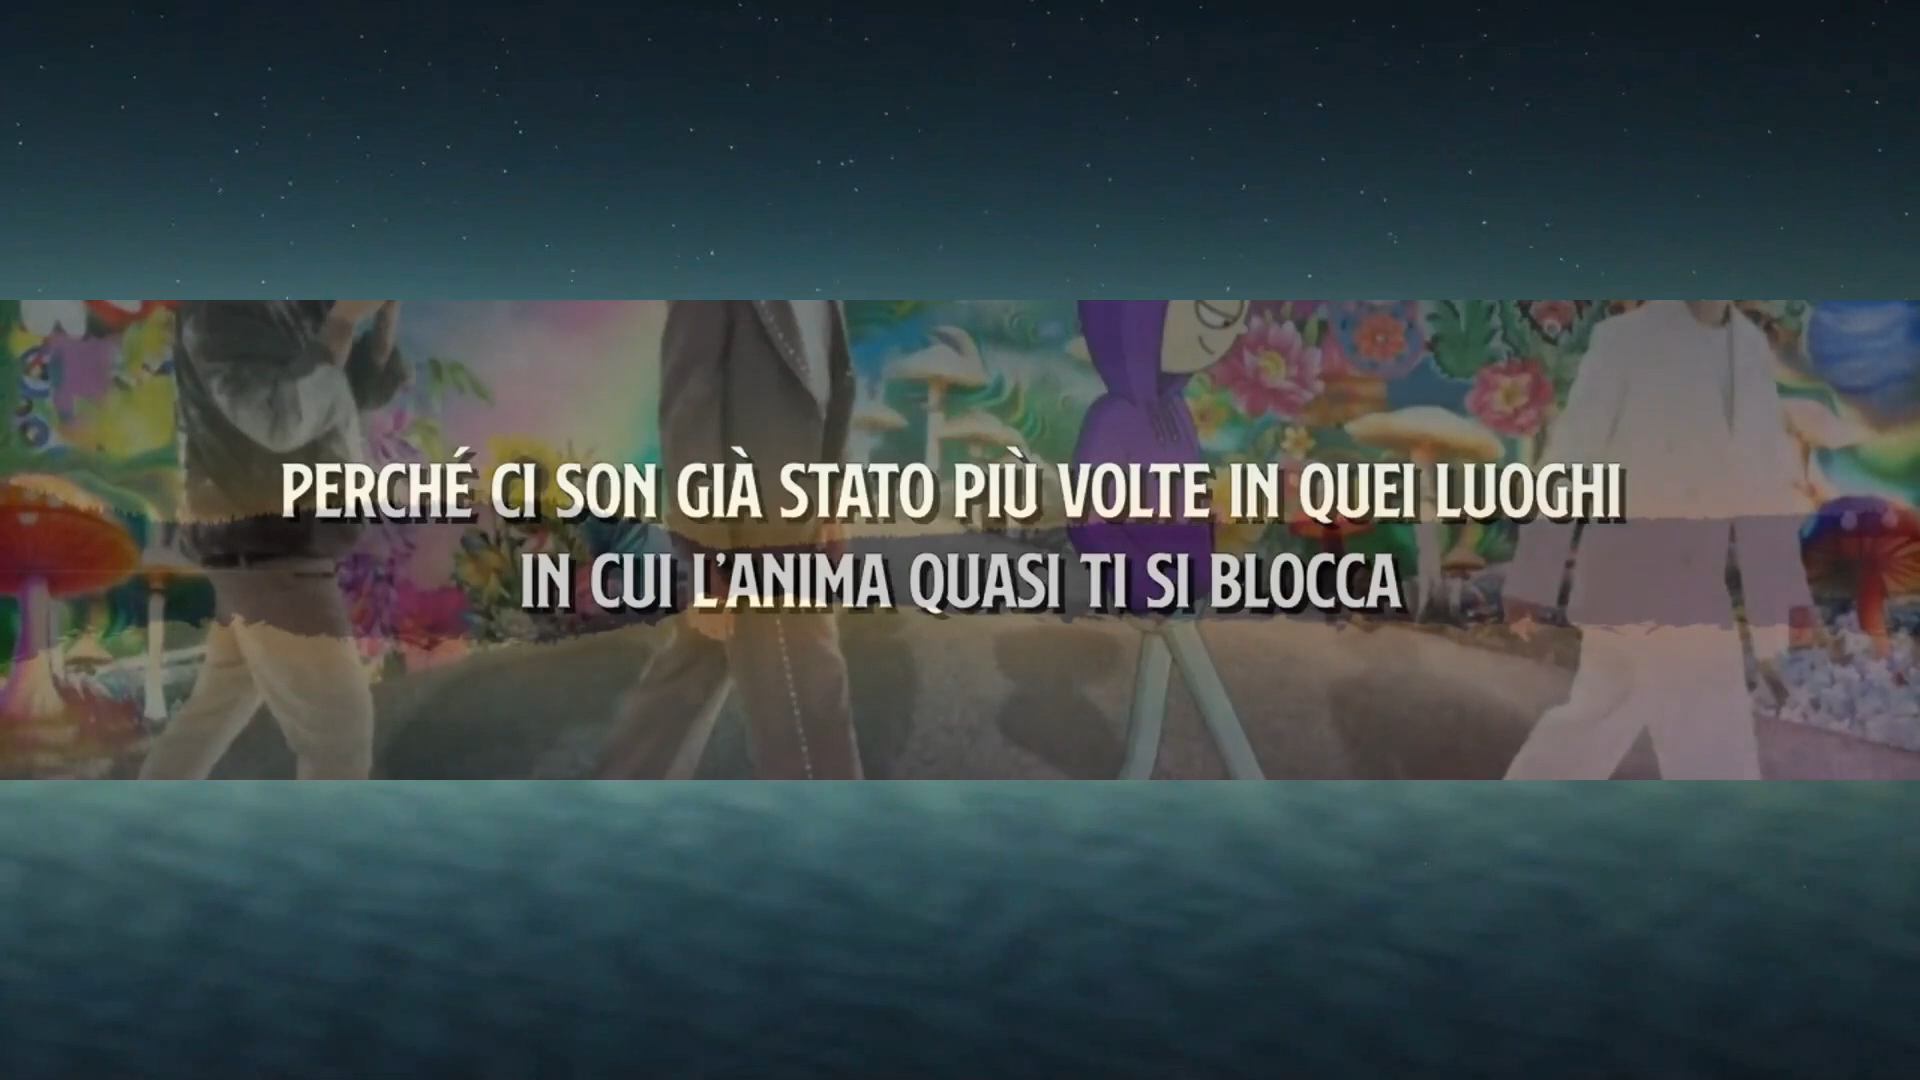 PERCHÉ CI SON GIÀ STATO PIÙ VOLTE IN QUEI LUOGHI
IN CUI L'ANIMA QUASI TI SI BLOCCA